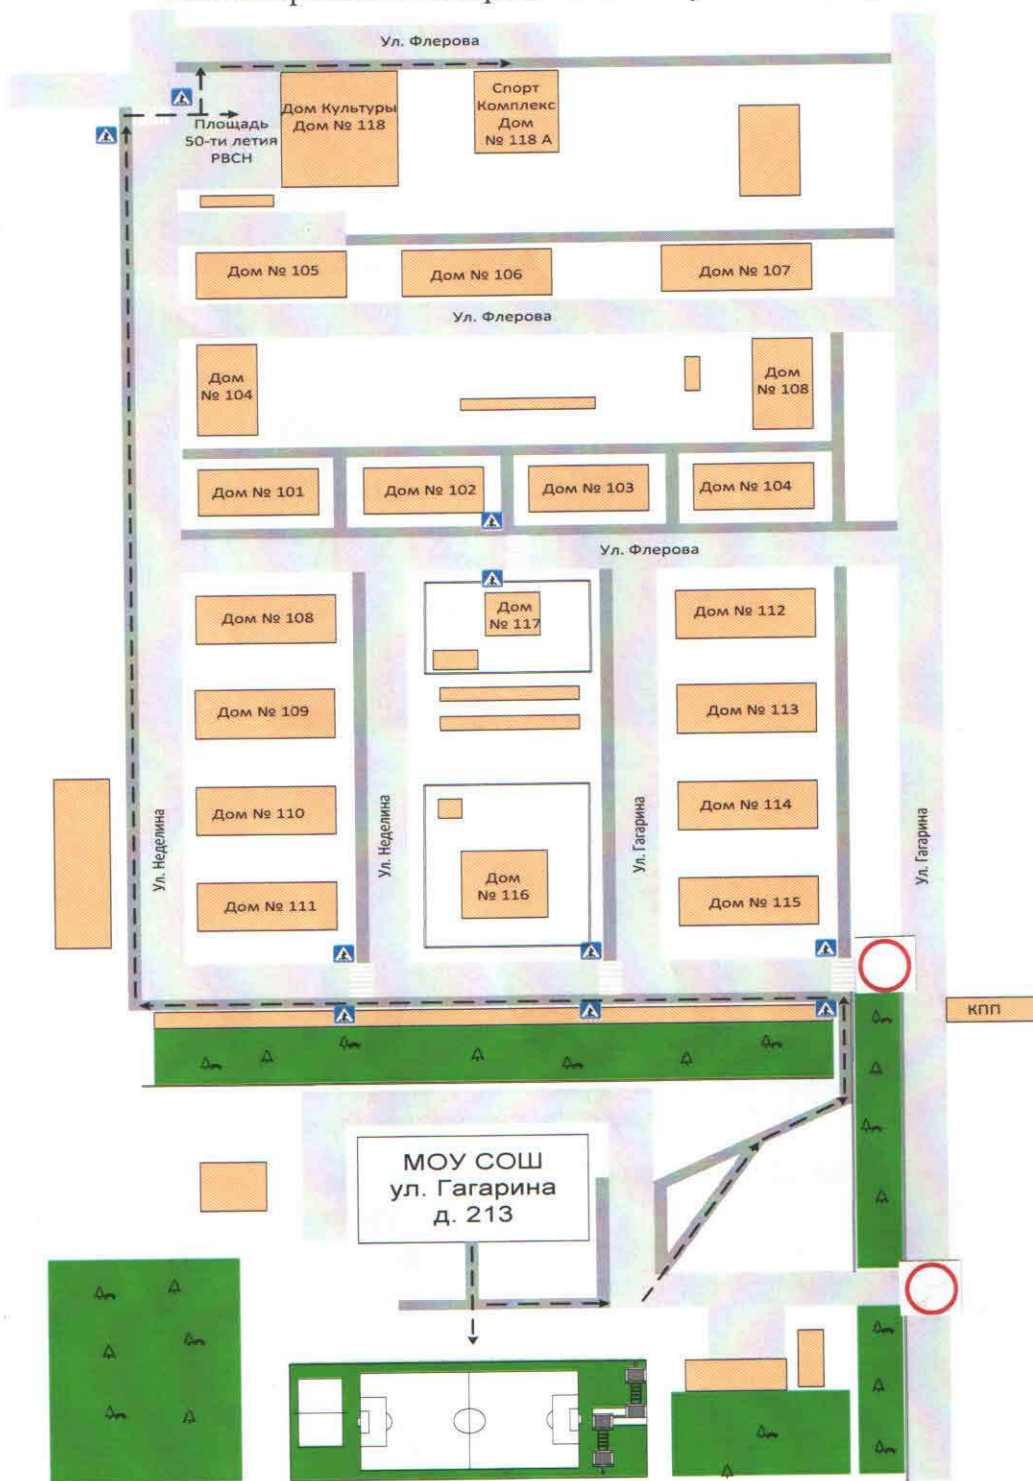 Ул. Флерова
Дом Культуры
Дом № 118
Спорт
Комплекс
Дом
№ 118 А
Площадь
50-ти летия
РВСН
Дом № 105
Дом № 106
Дом № 107
Ул. Флерова
Дом
№ 104
Дом
№ 108
Дом № 101
Дом № 102
Дом № 103
Дом № 104
Ул. Флерова
Дом № 108
Дом
№ 117
Дом № 112
Дом № 109
Дом № 113
Дом № 110
Дом № 114
Ул. Неделина
Ул. Неделина
Ул. Гагарина
Ул. Гагарина
Дом № 111
Дом
№ 116
Дом № 115
КПП
МОУ СОШ
ул. Гагарина
д. 213